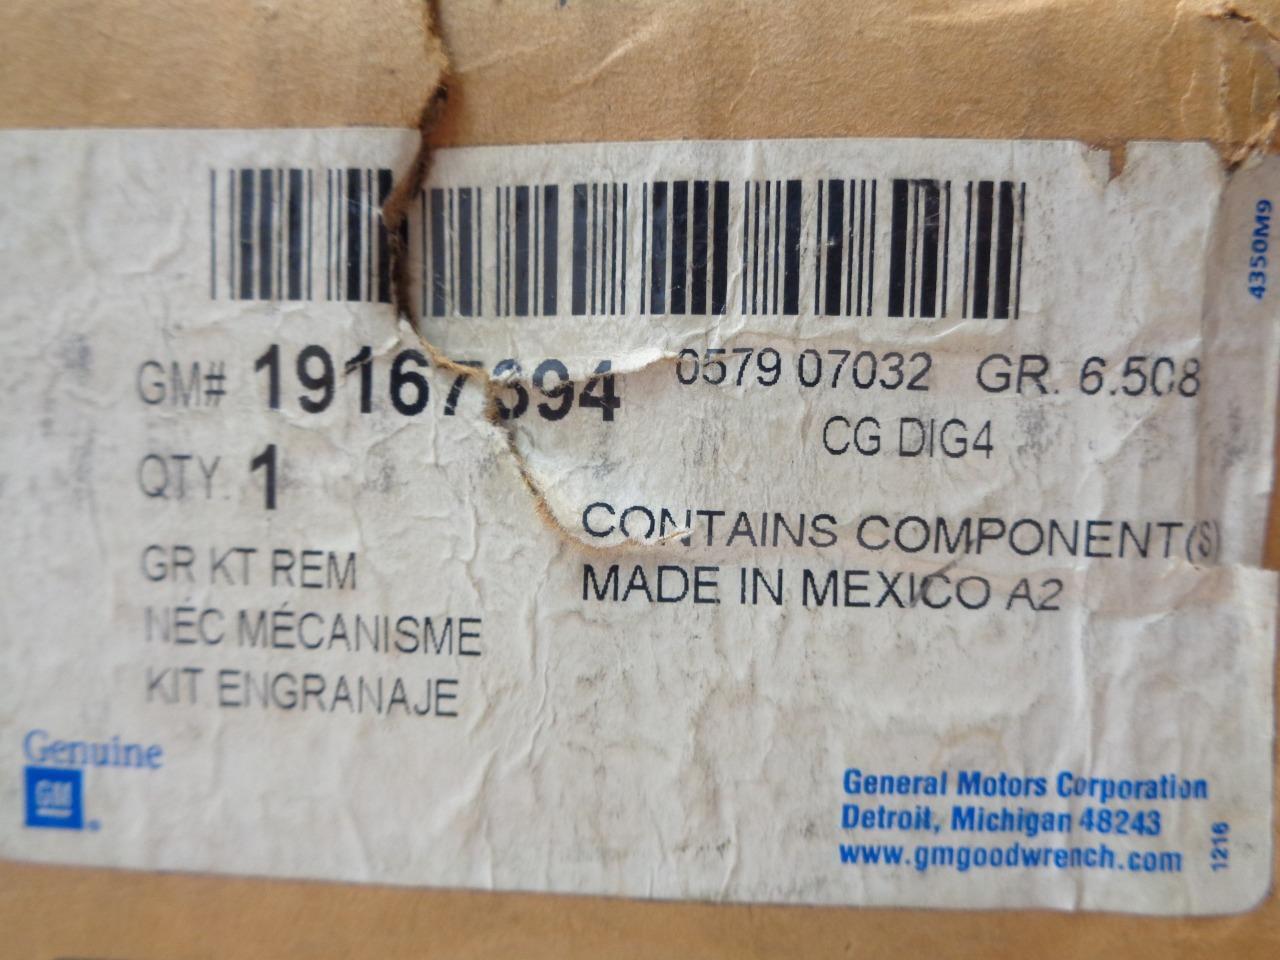 GM# 19167394 0579 07032 GR. 6.508
CG DIG4
QTY. 1
CONTAINS COMPONENT(S)
MADE IN MEXICO A2
GR KT REM
NÉC MÉCANISME
KIT ENGRANAJE
Genuine
GM
General Motors Corporation
Detroit, Michigan 48243
www.gmgoodwrench.com
1216
4350M9